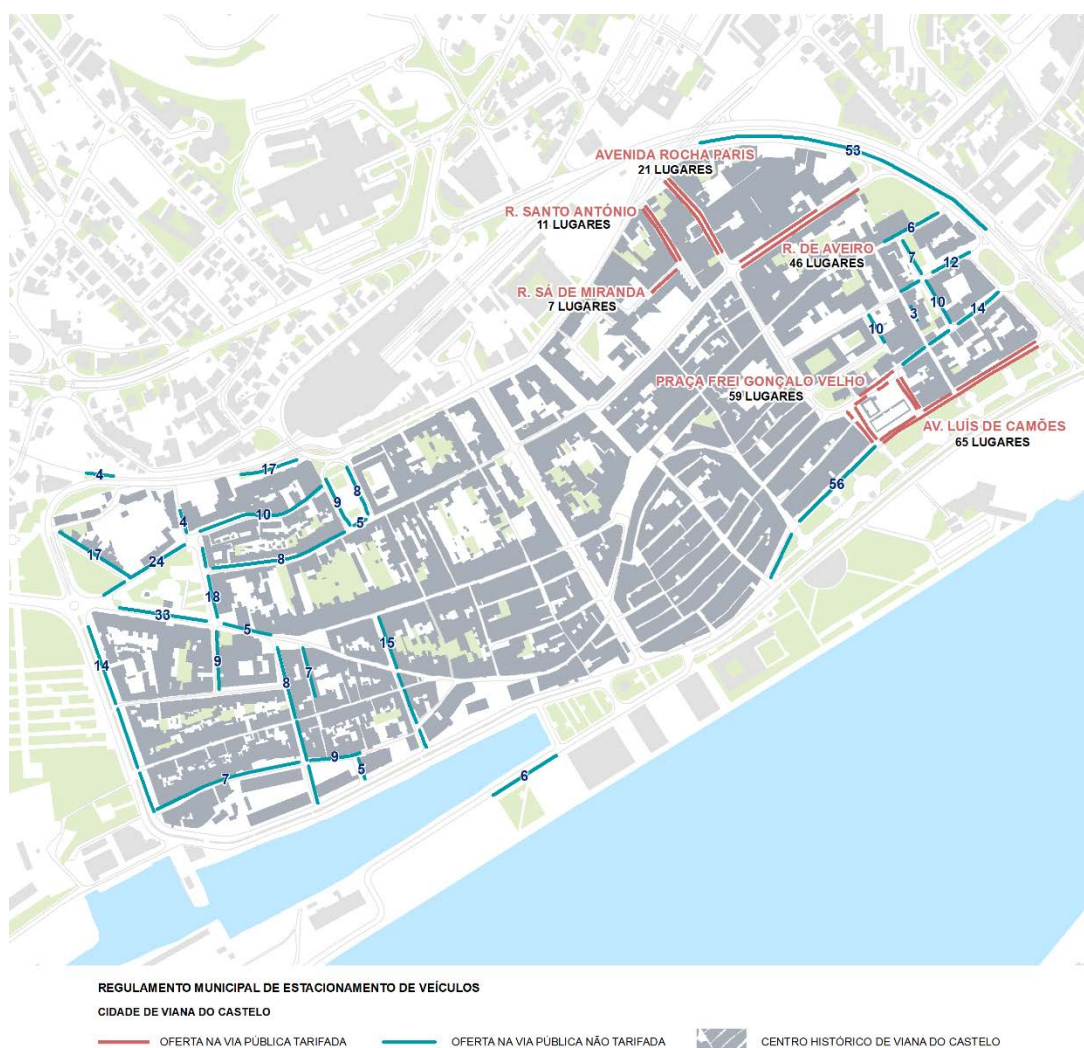 53
AVENIDA ROCHA PARIS
21 LUGARES
R. SANTO ANTÓNIO
11 LUGARES
6
R. DE AVEIRO
46 LUGARES
7
12
R. SÁ DE MIRANDA
7 LUGARES
10
14
3
10
PRAÇA FREI GONÇALO VELHO
59 LUGARES
AV. LUÍS DE CAMÕES
65 LUGARES
56
4
17
8
9
10
4
5
17
24
8
18
33
5
15
14
9
7
8
9
5
7
6
REGULAMENTO MUNICIPAL DE ESTACIONAMENTO DE VEÍCULOS
CIDADE DE VIANA DO CASTELO
OFERTA NA VIA PÚBLICA TARIFADA
OFERTA NA VIA PÚBLICA NÃO TARIFADA
CENTRO HISTÓRICO DE VIANA DO CASTELO